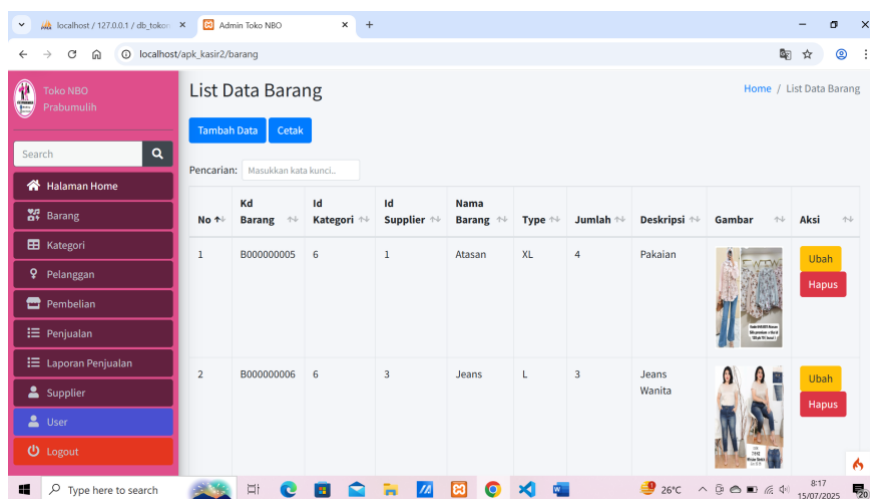 localhost / 127.0.0.1 / db_tokon
Admin Toko NBO
localhost/apk_kasir2/barang
Toko NBO
Prabumulih
Search
Halaman Home
Barang
Kategori
Pelanggan
Pembelian
Penjualan
Laporan Penjualan
Supplier
User
Logout
List Data Barang
Home / List Data Barang
Tambah Data Cetak
Pencarian: Masukkan kata kunci..
No Kd Barang Id Kategori Id Supplier Nama Barang Type Jumlah Deskripsi Gambar Aksi
1 B000000005 6 1 Atasan XL 4 Pakaian Ubah
Hapus
2 B000000006 6 3 Jeans L 3 Jeans Wanita Ubah
Hapus
Type here to search
26°C
8:17
15/07/2025
20